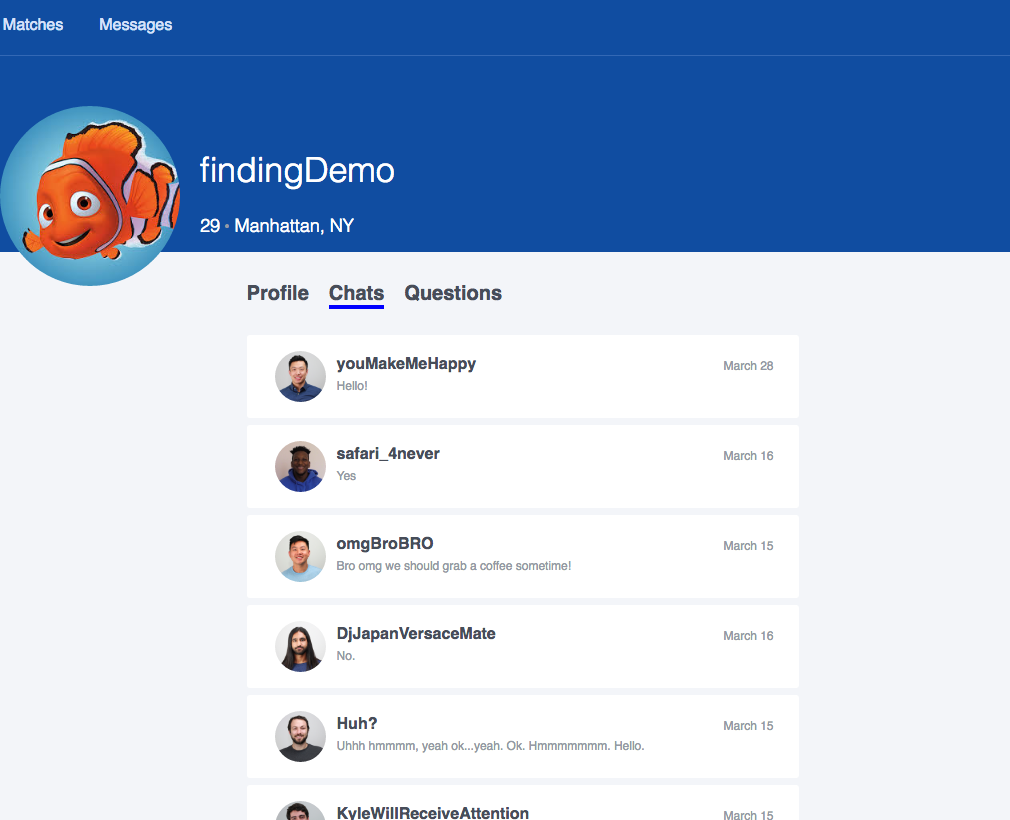 Matches Messages
findingDemo
29 • Manhattan, NY
Profile Chats Questions
youMakeMeHappy March 28
Hello!
safari_4never March 16
Yes
omgBroBRO March 15
Bro omg we should grab a coffee sometime!
DjJapanVersaceMate March 16
No.
Huh? March 15
Uhhh hmmmm, yeah ok...yeah. Ok. Hmmmmmmm. Hello.
KyleWillReceiveAttention March 15